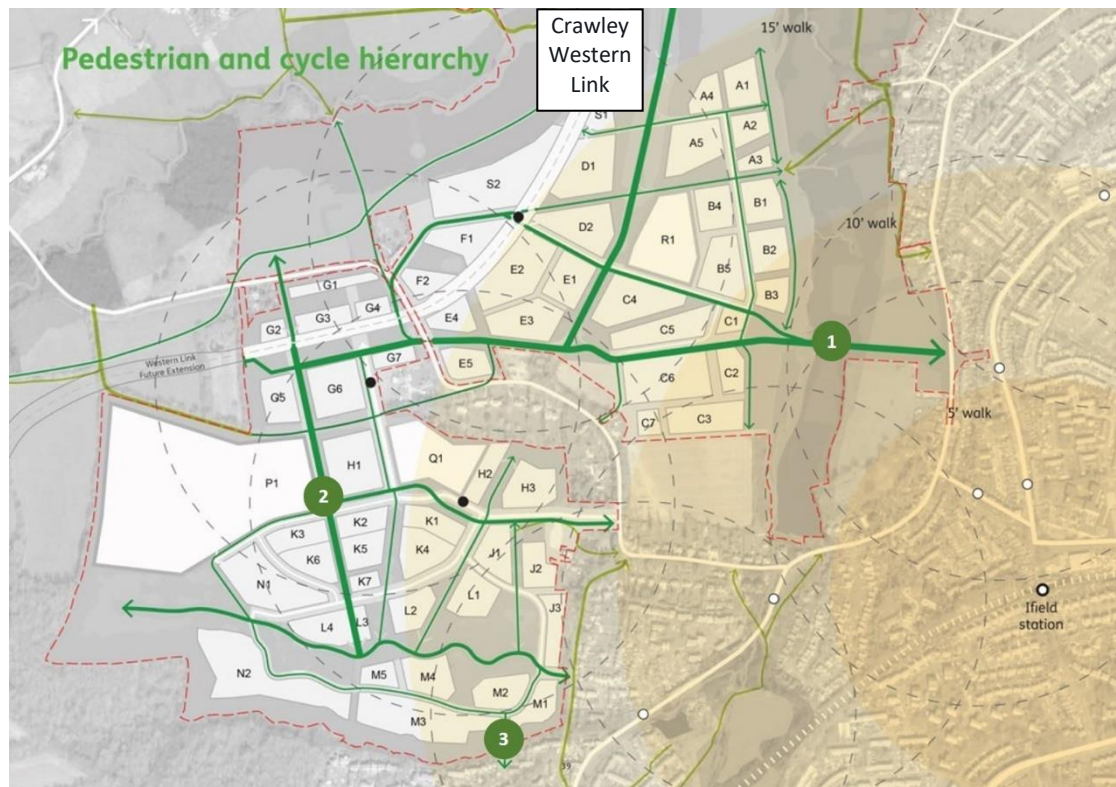 Crawley
Western
Link
Pedestrian and cycle hierarchy
15' walk
A4
A1
S1
A2
A5
D1
A3
S2
B4
B1
D2
R1
10' walk
F1
B2
E2
B5
F2
E1
G1
B3
C4
G4
G3
E4
E3
C1
G2
C5
1
Western Link
Future Extension
G7
E5
C6
C2
G5
G6
5' walk
C7
C3
Q1
H1
H2
H3
P1
2
K2
K1
K3
K5
K4
J1
K6
J2
N1
K7
L1
Ifield
station
L2
J3
L4
L3
N2
M5
M4
M2
M1
M3
3
39